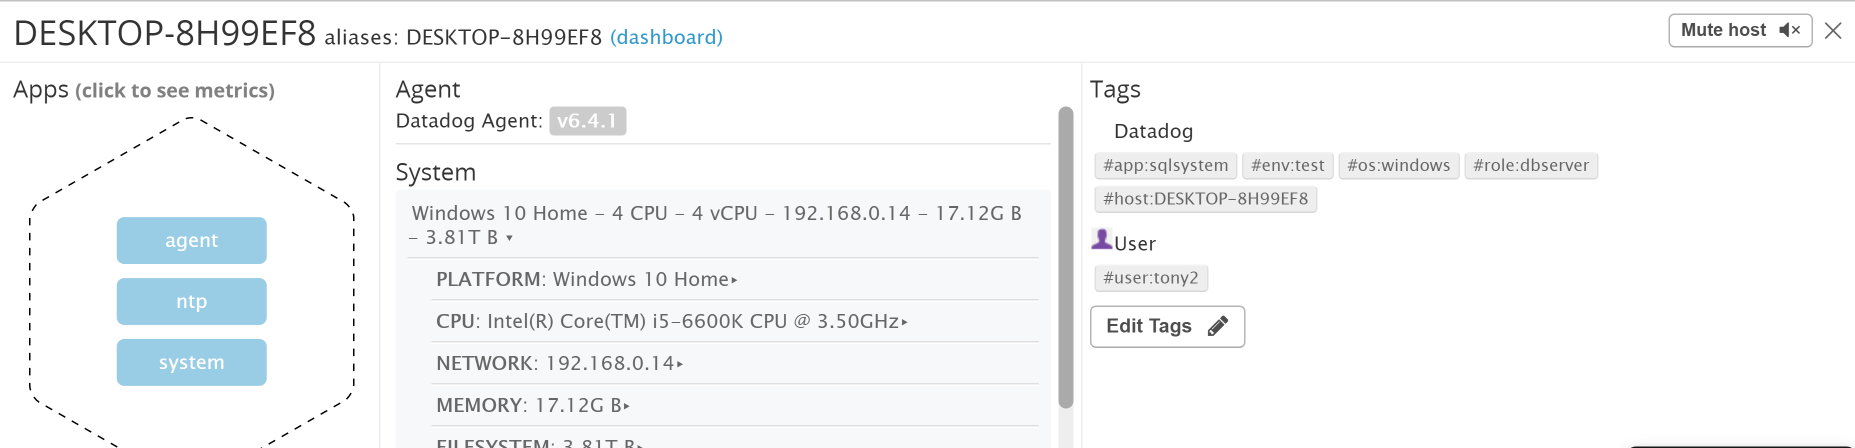 DESKTOP-8H99EF8 aliases: DESKTOP-8H99EF8 (dashboard)
Mute host
Apps (click to see metrics)
agent
ntp
system
Agent
Datadog Agent: v6.4.1
System
Windows 10 Home - 4 CPU - 4 vCPU - 192.168.0.14 - 17.12G B
- 3.81T B
PLATFORM: Windows 10 Home
CPU: Intel(R) Core(TM) i5-6600K CPU @ 3.50GHz
NETWORK: 192.168.0.14
MEMORY: 17.12G B
FILESYSTEM: 3.81T B
Tags
Datadog
#app:sqlsystem #env:test #os:windows #role:dbserver
#host:DESKTOP-8H99EF8
User
#user:tony2
Edit Tags